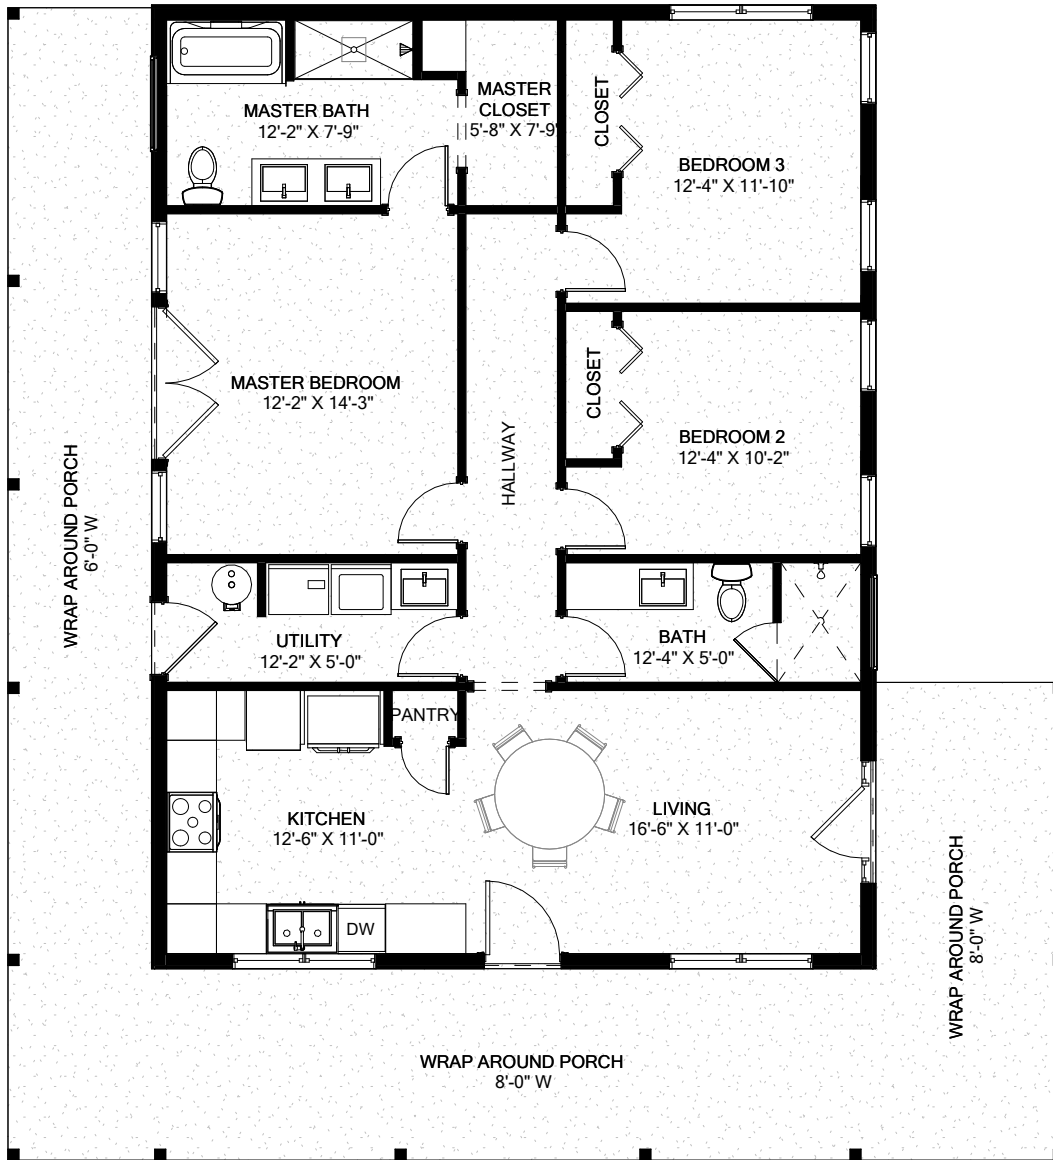 MASTER BATH
12'-2" X 7'-9"
MASTER
CLOSET
5'-8" X 7'-9"
CLOSET
BEDROOM 3
12'-4" X 11'-10"
MASTER BEDROOM
12'-2" X 14'-3"
HALLWAY
CLOSET
BEDROOM 2
12'-4" X 10'-2"
WRAP AROUND PORCH
6'-0" W
UTILITY
12'-2" X 5'-0"
BATH
12'-4" X 5'-0"
PANTRY
KITCHEN
12'-6" X 11'-0"
LIVING
16'-6" X 11'-0"
DW
WRAP AROUND PORCH
8'-0" W
WRAP AROUND PORCH
8'-0" W